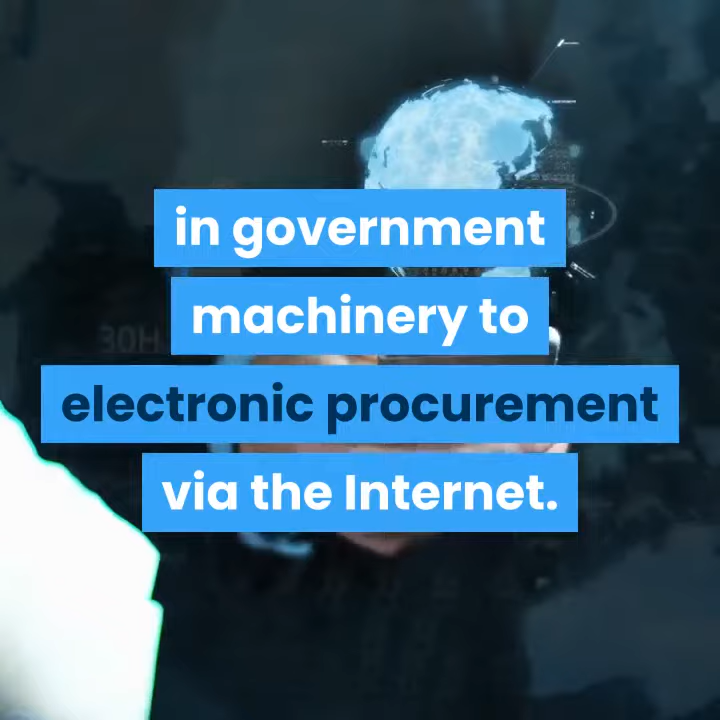 in government
machinery to
electronic procurement
via the Internet.